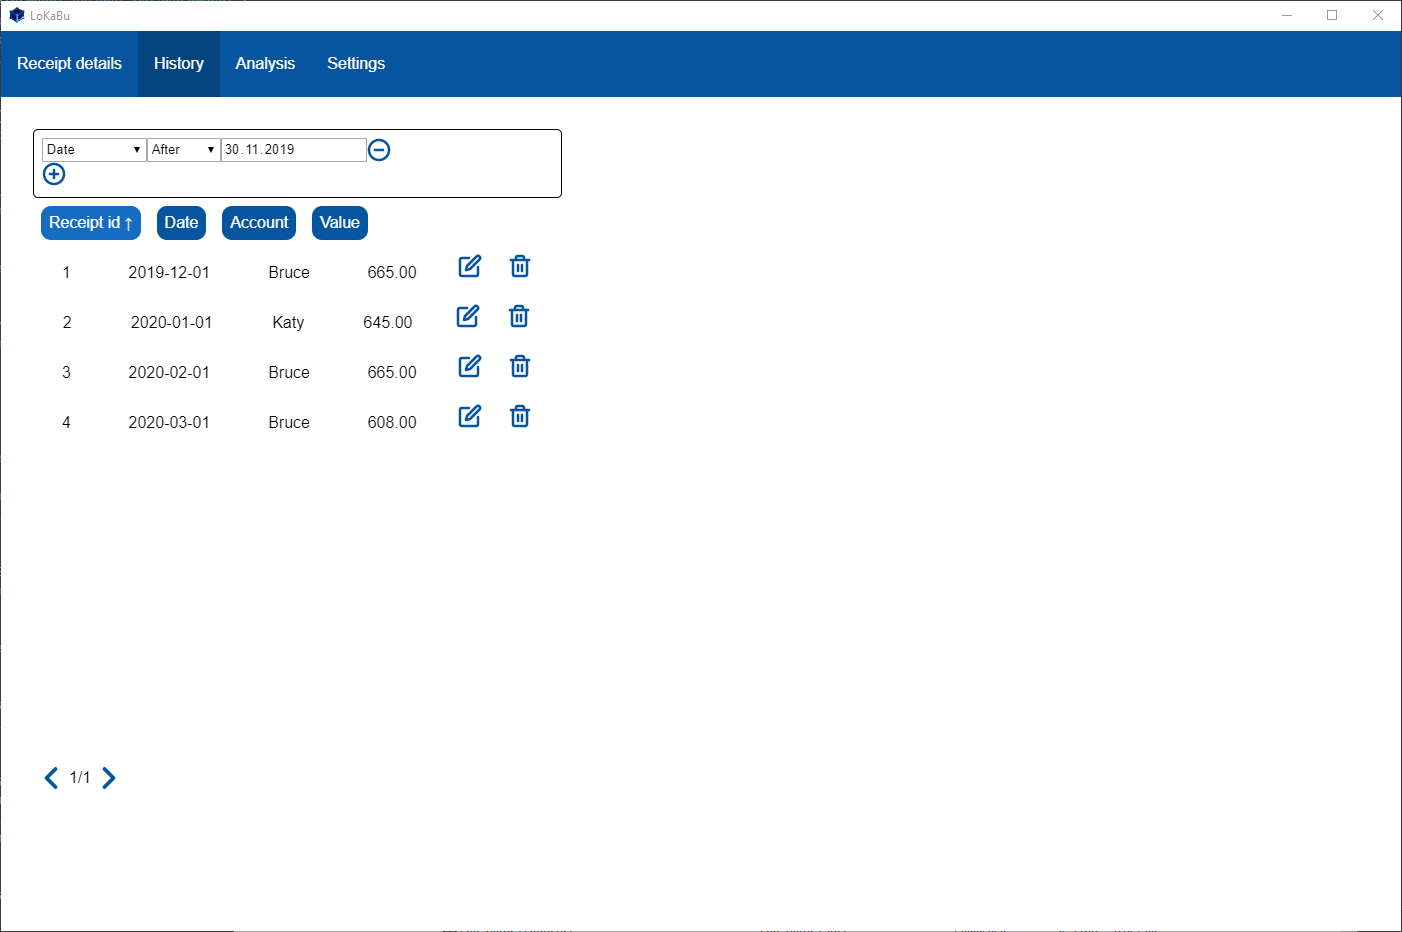 LoKaBu
Receipt details History Analysis Settings
Date After 30.11.2019
Receipt id ↑ Date Account Value
1 2019-12-01 Bruce 665.00
2 2020-01-01 Katy 645.00
3 2020-02-01 Bruce 665.00
4 2020-03-01 Bruce 608.00
1/1